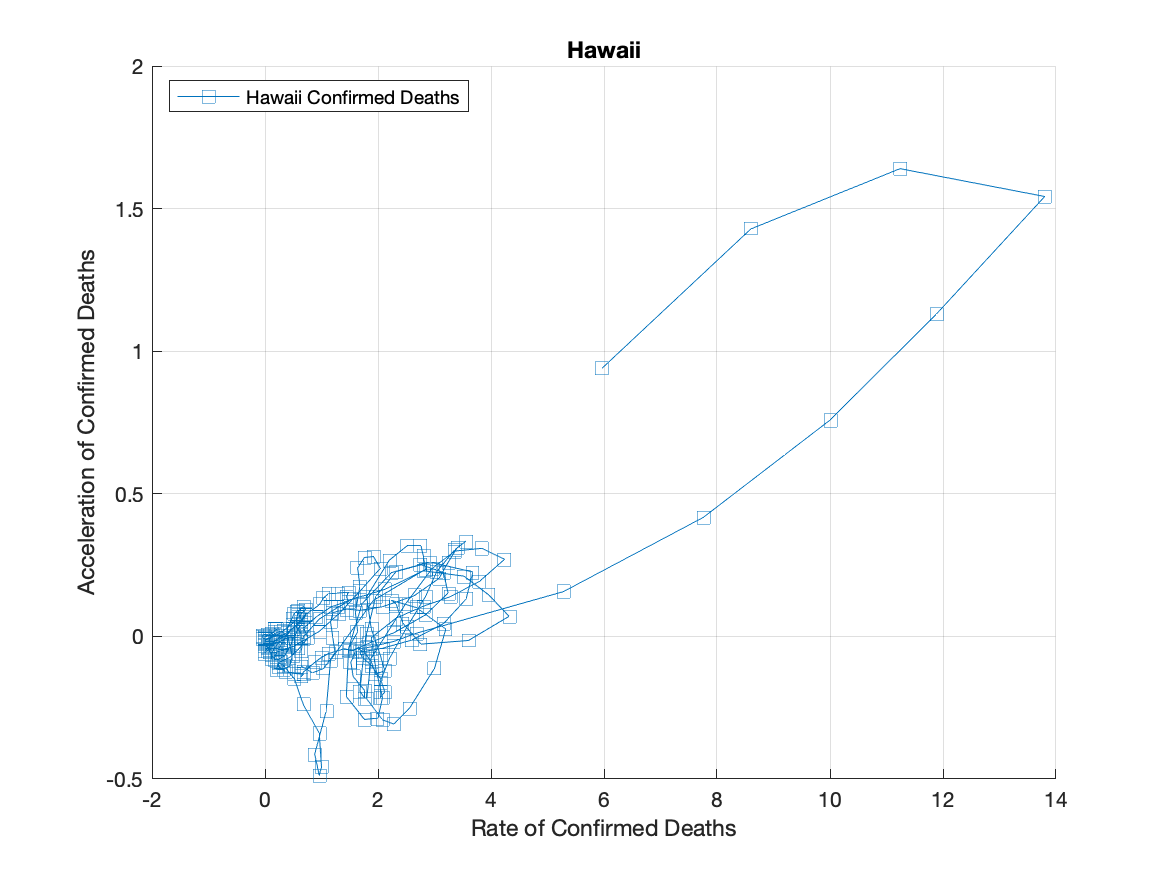 Hawaii
Hawaii Confirmed Deaths
2
1.5
1
0.5
0
-0.5
Acceleration of Confirmed Deaths
-2 0 2 4 6 8 10 12 14
Rate of Confirmed Deaths